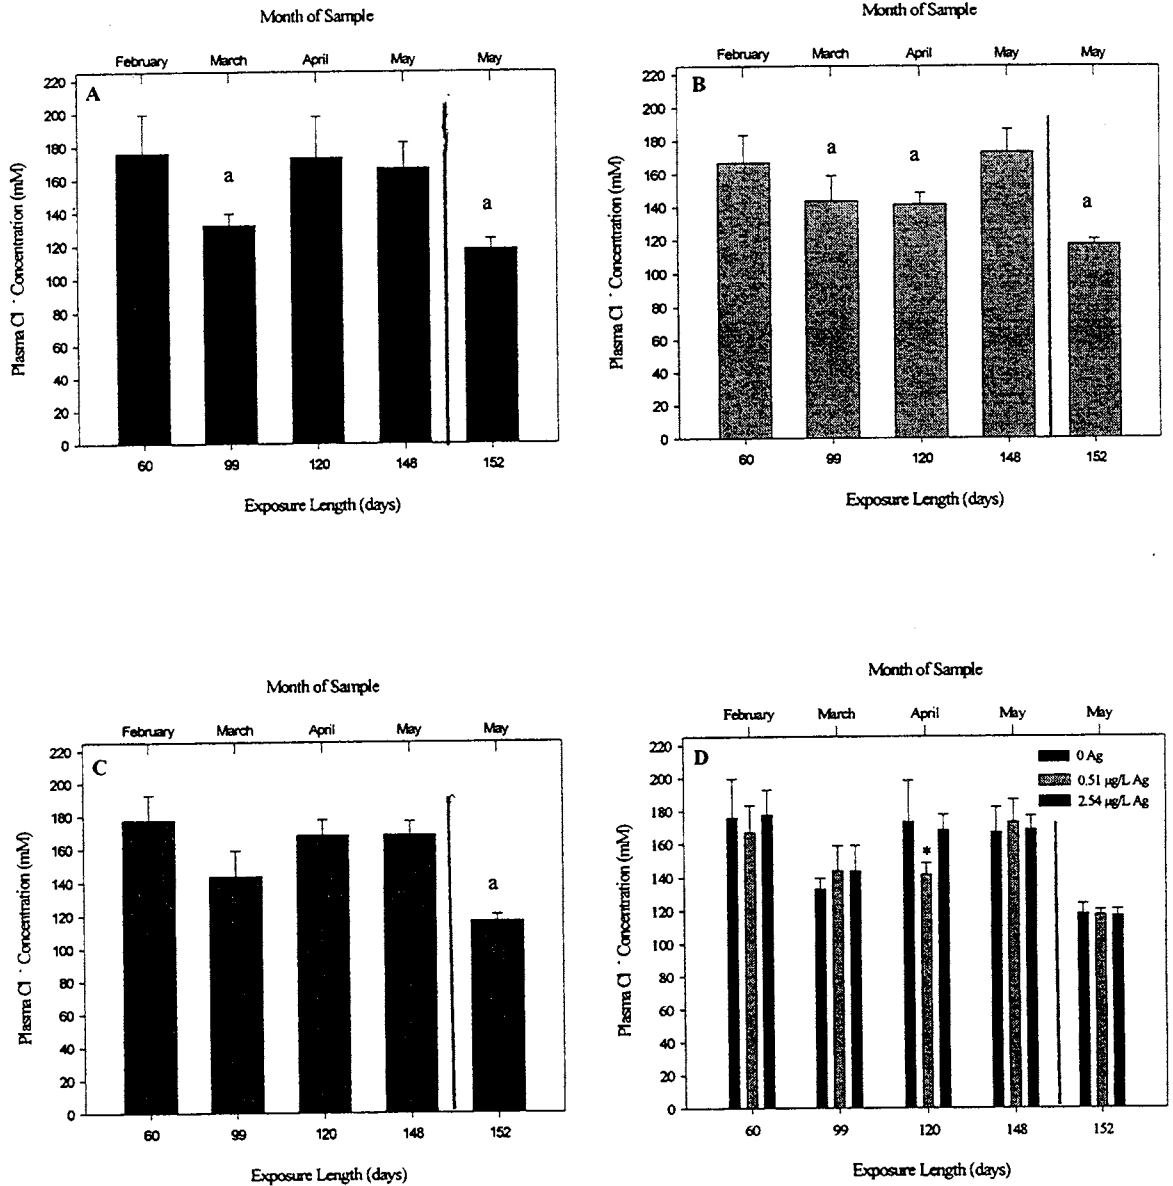 Month of Sample
February March April May May
A
220
200
180
160
140
120
100
80
60
40
20
0
a
a
Plasma Cl - Concentration (mM)
60 99 120 148 152
Exposure Length (days)
Month of Sample
February March April May May
B
220
200
180
160
140
120
100
80
60
40
20
0
a
a
a
Plasma Cl - Concentration (mM)
60 99 120 148 152
Exposure Length (days)
Month of Sample
February March April May May
C
220
200
180
160
140
120
100
80
60
40
20
0
a
Plasma Cl - Concentration (mM)
60 99 120 148 152
Exposure Length (days)
Month of Sample
February March April May May
D
0 Ag
0.51 µg/L Ag
2.54 µg/L Ag
220
200
180
160
140
120
100
80
60
40
20
0
*
Plasma Cl - Concentration (mM)
60 99 120 148 152
Exposure Length (days)